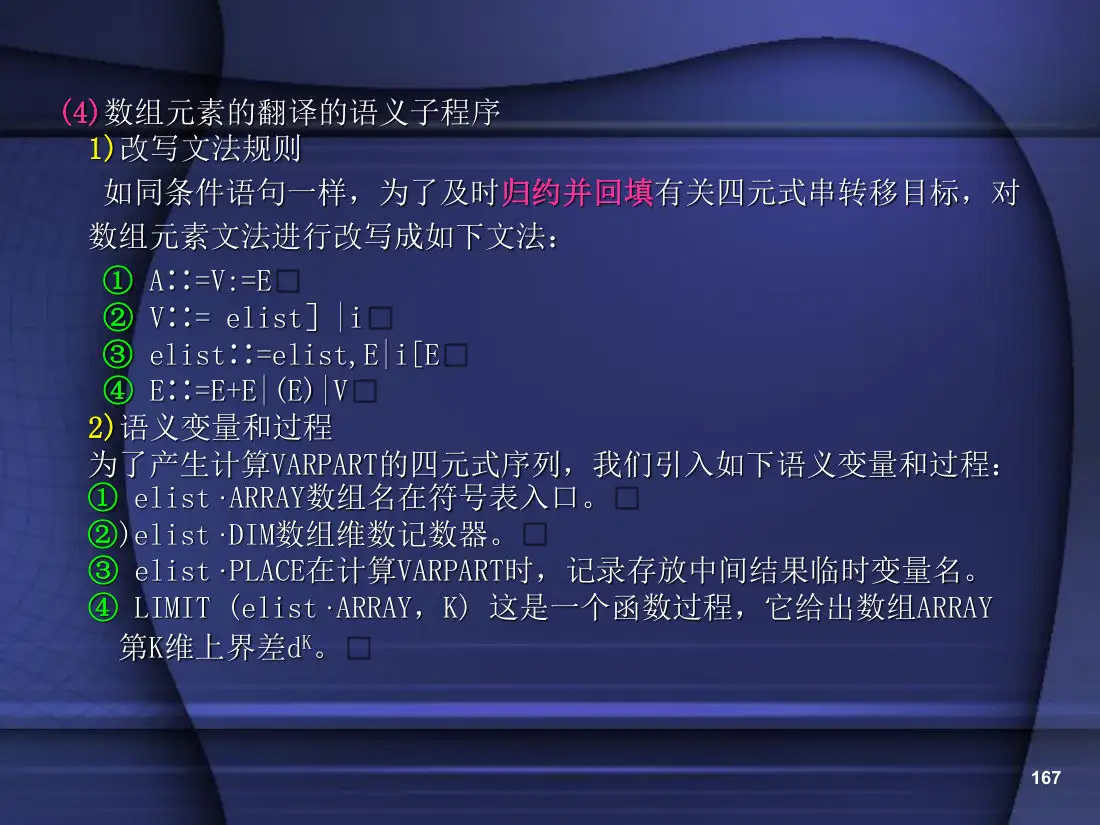 (4)数组元素的翻译的语义子程序
1)改写文法规则
如同条件语句一样，为了及时归约并回填有关四元式串转移目标，对
数组元素文法进行改写成如下文法：
① A∷=V:=E□
② V∷= elist］|i□
③ elist∷=elist,E|i[E□
④ E∷=E+E|(E)|V□
2)语义变量和过程
为了产生计算VARPART的四元式序列，我们引入如下语义变量和过程：
① elist·ARRAY数组名在符号表入口。□
②)elist·DIM数组维数记数器。□
③ elist·PLACE在计算VARPART时，记录存放中间结果临时变量名。
④ LIMIT (elist·ARRAY，K) 这是一个函数过程，它给出数组ARRAY
第K维上界差dᴷ。□
167